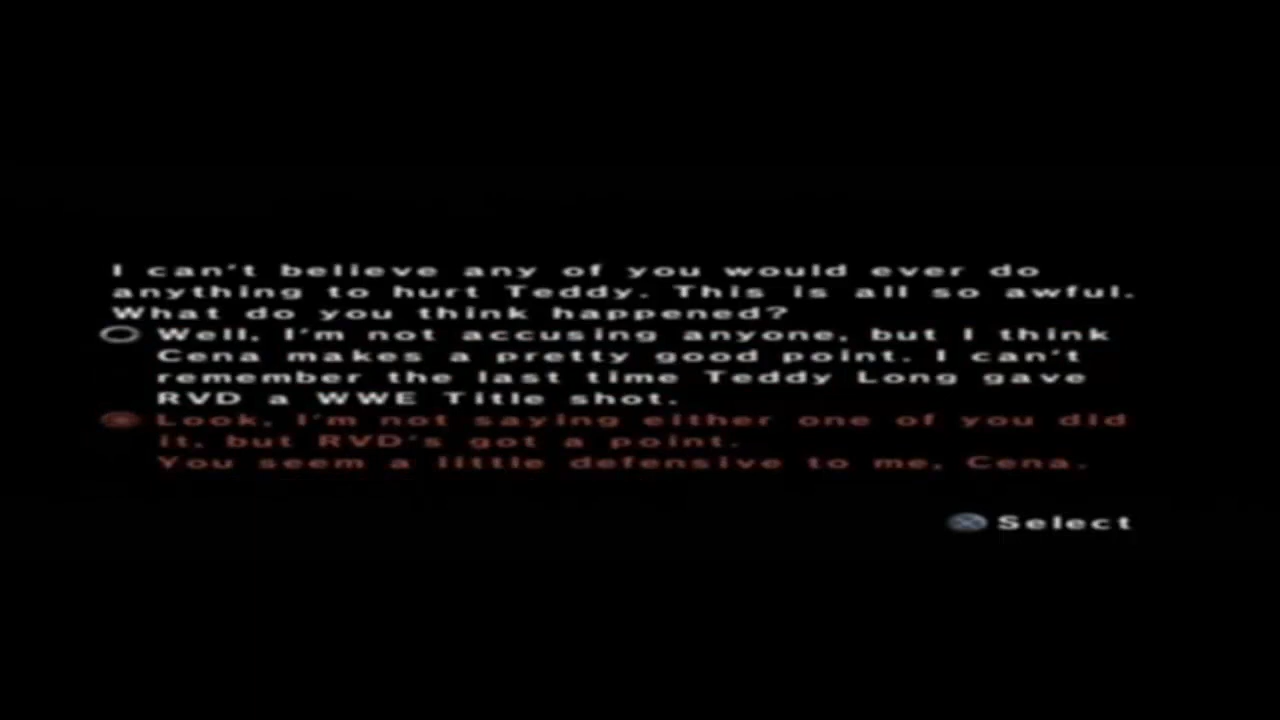 I can't believe any of you would ever do
anything to hurt Teddy. This is all so awful.
What do you think happened?
Well, I'm not accusing anyone, but I think
Cena makes a pretty good point. I can't
remember the last time Teddy Long gave
RVD a WWE Title shot.
Look, I'm not saying either one of you did
it, but RVD's got a point.
You seem a little defensive to me, Cena.
Select